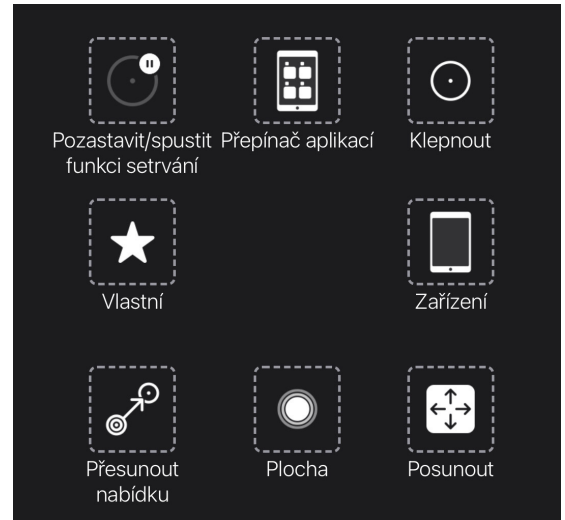 Pozastavit/spustit
funkci setrvání
Přepínač aplikací
Klepnout
Vlastní
Zařízení
Přesunout
nabídku
Plocha
Posunout